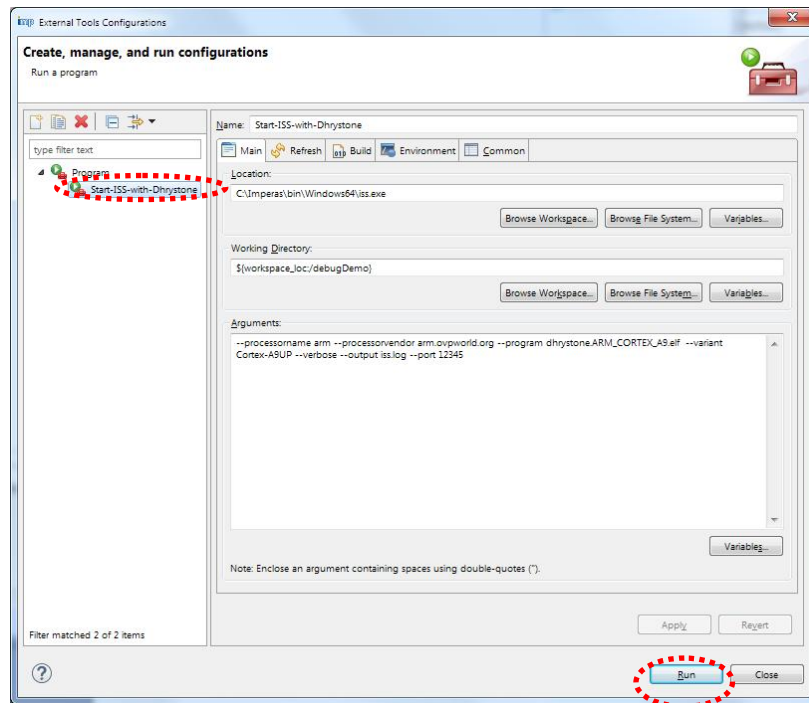 imp External Tools Configurations
Create, manage, and run configurations
Run a program
Name: Start-ISS-with-Dhrystone
type filter text
Program
Start-ISS-with-Dhrystone
Main Refresh Build Environment Common
Location:
C:\Imperas\bin\Windows64\iss.exe
Browse Workspace... Browse File System... Variables...
Working Directory:
${workspace_loc:/debugDemo}
Browse Workspace... Browse File System... Variables...
Arguments:
--processorname arm --processorvendor arm.ovpworld.org --program dhrystone.ARM_CORTEX_A9.elf --variant
Cortex-A9UP --verbose --output iss.log --port 12345
Variables...
Note: Enclose an argument containing spaces using double-quotes (").
Apply Revert
Filter matched 2 of 2 items
? Run Close